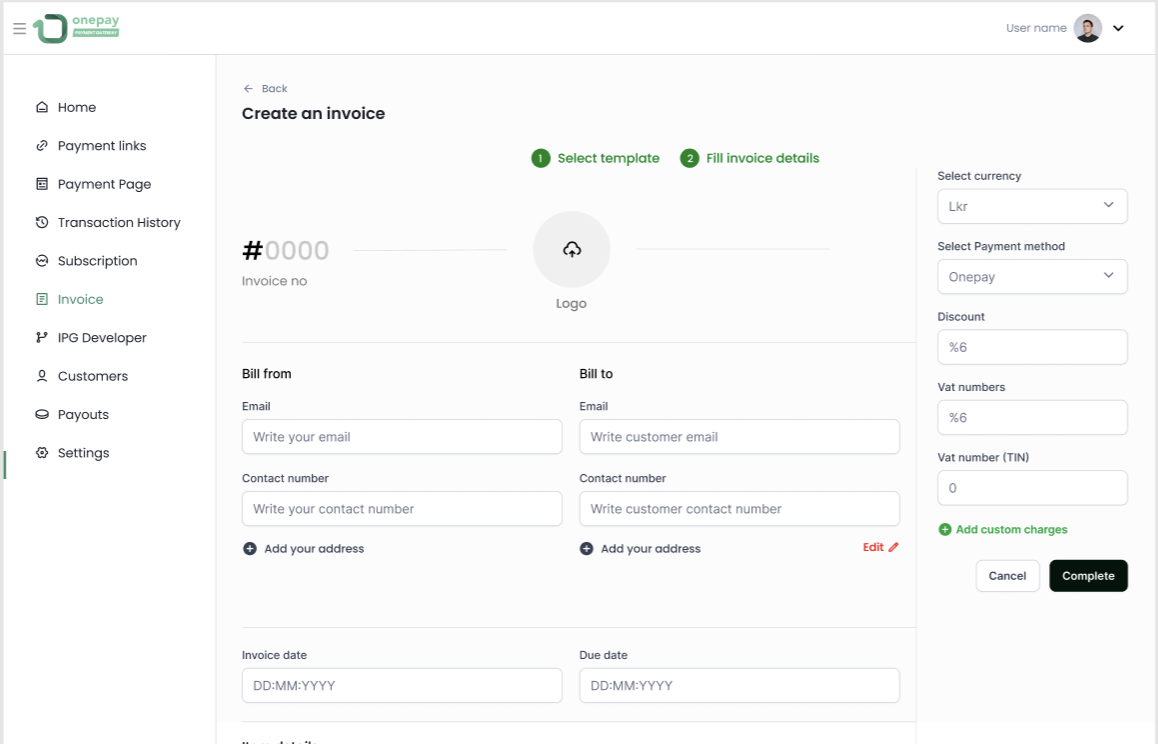 onepay
PAYMENT GATEWAY
User name
Home
Payment links
Payment Page
Transaction History
Subscription
Invoice
IPG Developer
Customers
Payouts
Settings
Back
Create an invoice
1 Select template
2 Fill invoice details
#0000
Invoice no
Logo
Bill from
Email
Write your email
Contact number
Write your contact number
Add your address
Bill to
Email
Write customer email
Contact number
Write customer contact number
Add your address
Edit
Invoice date
DD:MM:YYYY
Due date
DD:MM:YYYY
Select currency
Lkr
Select Payment method
Onepay
Discount
%6
Vat numbers
%6
Vat number (TIN)
0
Add custom charges
Cancel
Complete